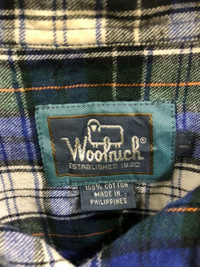 Woolrich®
ESTABLISHED 1830
100% COTTON
MADE IN
PHILIPPINES
L